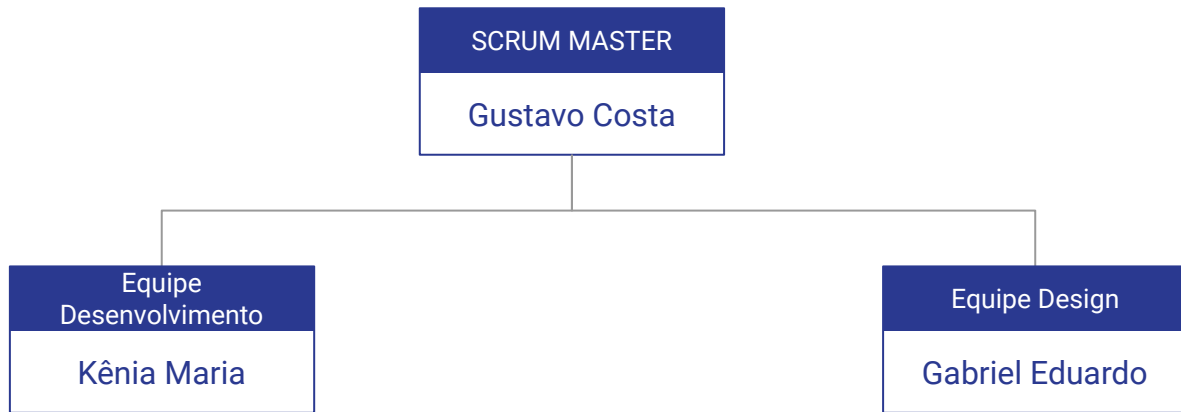 SCRUM MASTER
Gustavo Costa
Equipe
Desenvolvimento
Kênia Maria
Equipe Design
Gabriel Eduardo